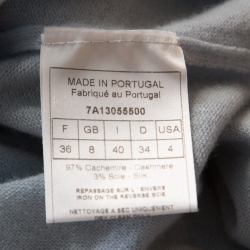 MADE IN PORTUGAL
Fabriqué au Portugal
7A13055500
F GB I D USA
36 8 40 34 4
97% Cachemire - Cashmere
3% Soie - Silk
REPASSAGE SUR L'ENVERS
IRON ON THE REVERSE SIDE
NETTOYAGE A SEC UNIQUEMENT